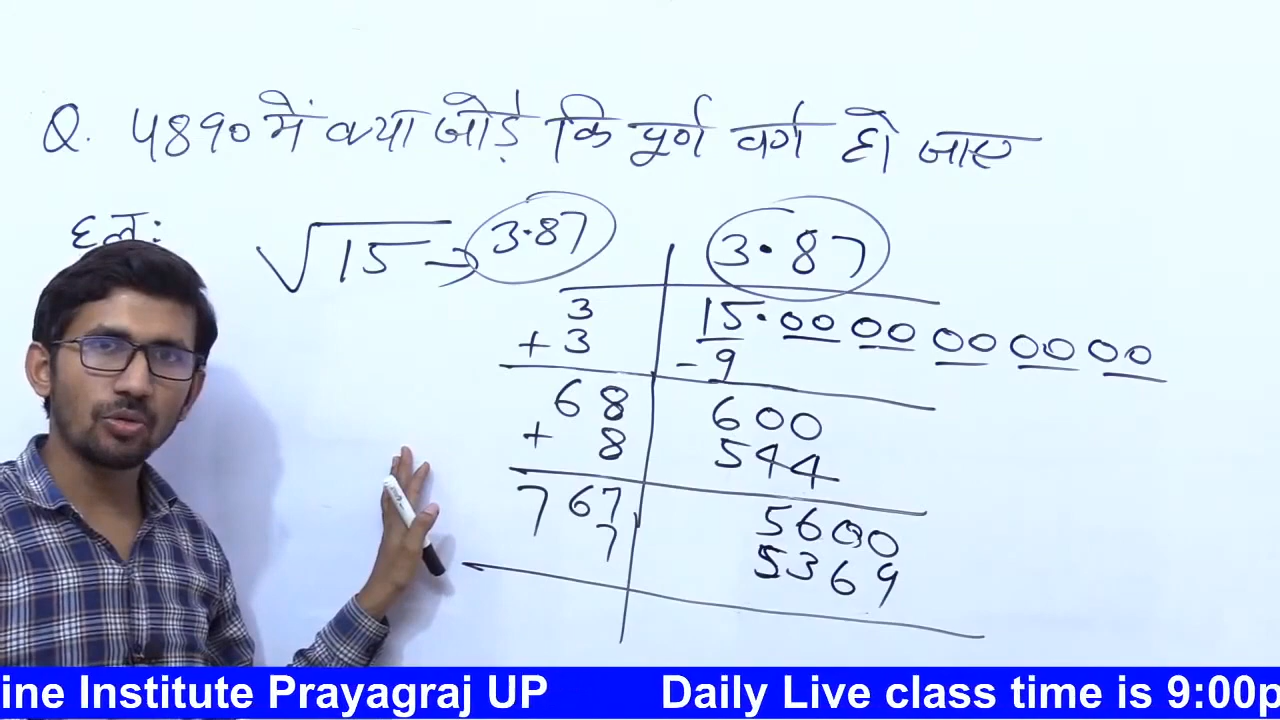 Q. 4890 में क्या जोड़े कि पूर्ण वर्ग हो जाए
हल:
√15 → 3.87
3.87
3
15.00 00 00 00 00
+ 3
- 9
68
600
+ 8
544
767
5600
7
5369
ine Institute Prayagraj UP Daily Live class time is 9:00p